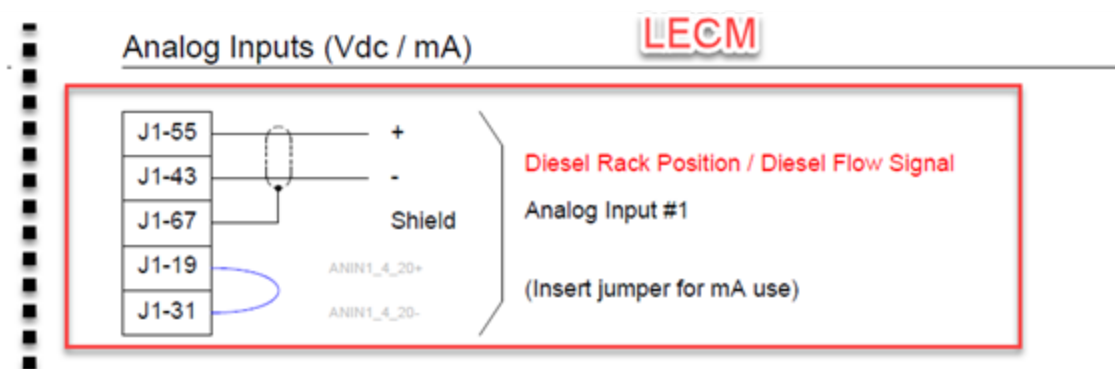 LECM
Analog Inputs (Vdc / mA)
J1-55 +
J1-43 -
J1-67 Shield
J1-19 ANIN1_4_20+
J1-31 ANIN1_4_20-
Diesel Rack Position / Diesel Flow Signal
Analog Input #1
(Insert jumper for mA use)